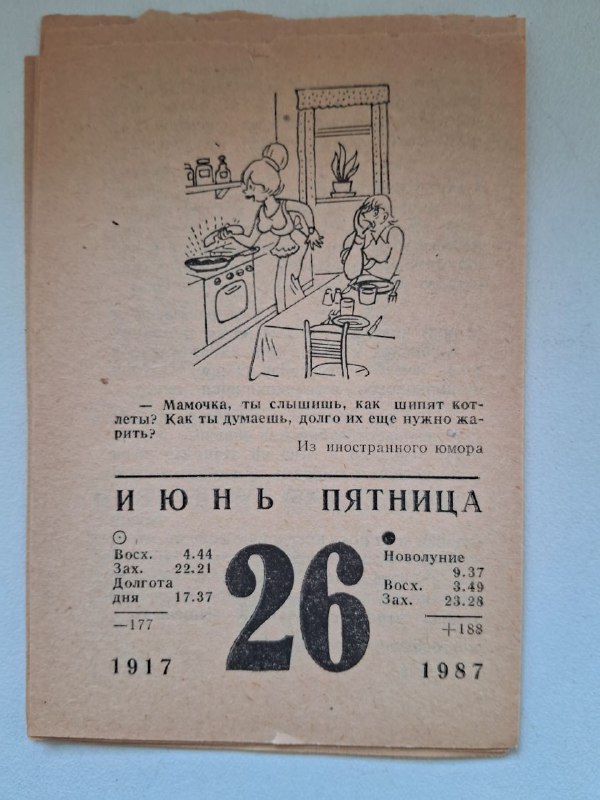 — Мамочка, ты слышишь, как шипят кот-
леты? Как ты думаешь, долго их еще нужно жа-
рить?
Из иностранного юмора
ИЮНЬ ПЯТНИЦА
Восх. 4.44
Зах. 22.21
Долгота
дня 17.37
—177
1917
26
Новолуние
9.37
Восх. 3.49
Зах. 23.28
+188
1987